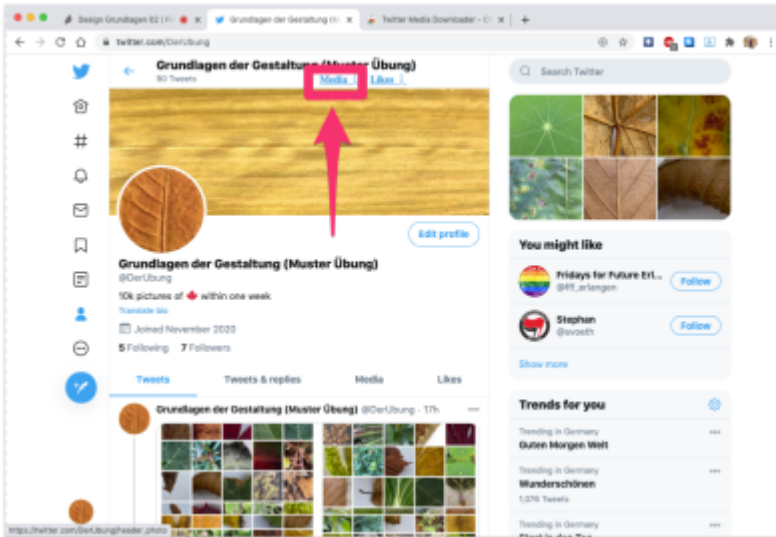 Design Grundlagen 02 | Fi
Grundlagen der Gestaltung (M
Twitter Media Downloader - C
twitter.com/DerUbung
Grundlagen der Gestaltung (Muster Übung)
90 Tweets
Media
Likes
Search Twitter
Edit profile
Grundlagen der Gestaltung (Muster Übung)
@DerUbung
10k pictures of 🍁 within one week
Translate bio
Joined November 2020
5 Following 7 Followers
Tweets Tweets & replies Media Likes
Grundlagen der Gestaltung (Muster Übung) @DerUbung · 17h
You might like
Fridays for Future Erl...
@fff_erlangen
Follow
Stephan
Follow
Show more
Trends for you
Trending in Germany
Guten Morgen Welt
Trending in Germany
Wunderschönen
1,076 Tweets
Trending in Germany
https://twitter.com/DerUbung/header_photo